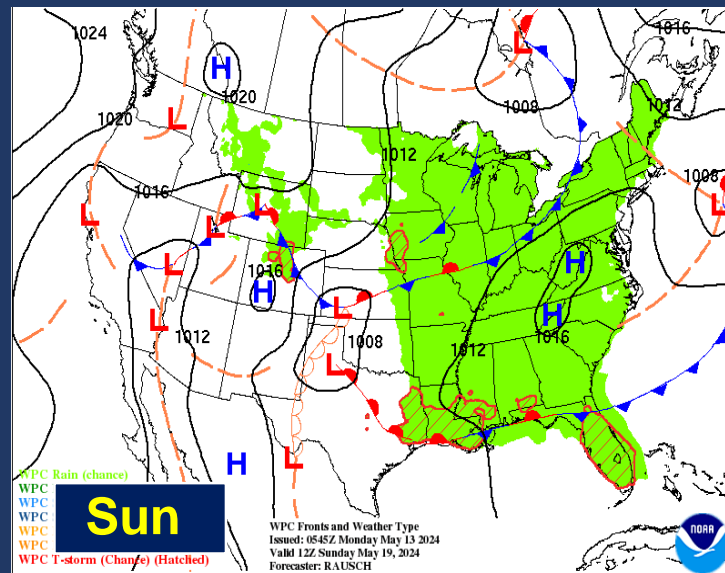 1024
1016
H
L
1008
1020
1012
1020
L
1012
1016
1008
L
L
L
L
H
L
1016
H
H
L
1012
1008
1012
1016
L
L
H
L
WPC Rain (chance)
WPC
WPC
WPC
WPC
WPC
WPC T-storm (Chance) (Hatched)
Sun
WPC Fronts and Weather Type
Issued: 0545Z Monday May 13 2024
Valid 12Z Sunday May 19, 2024
Forecaster: RAUSCH
NOAA